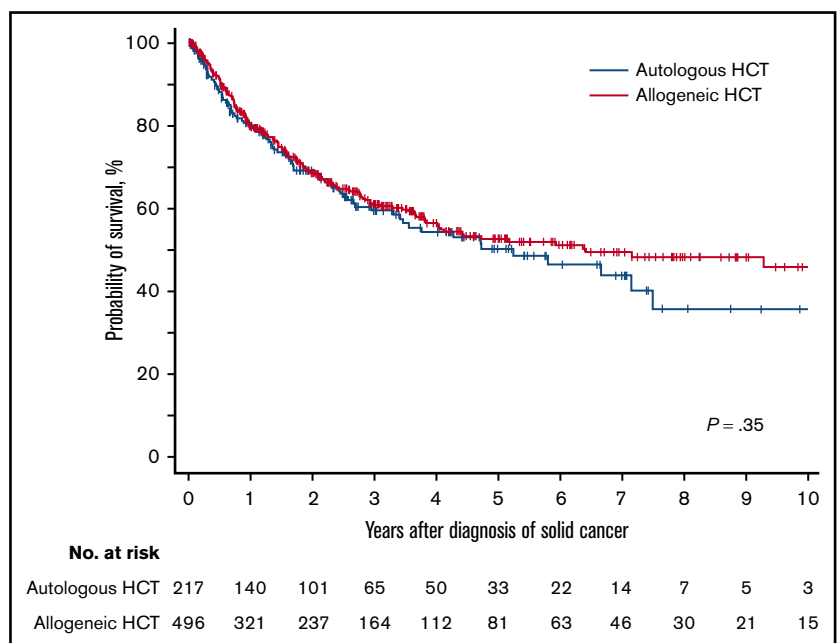 Probability of survival, %
100
80
60
40
20
0
Autologous HCT
Allogeneic HCT
P = .35
0 1 2 3 4 5 6 7 8 9 10
Years after diagnosis of solid cancer
No. at risk
Autologous HCT 217 140 101 65 50 33 22 14 7 5 3
Allogeneic HCT 496 321 237 164 112 81 63 46 30 21 15